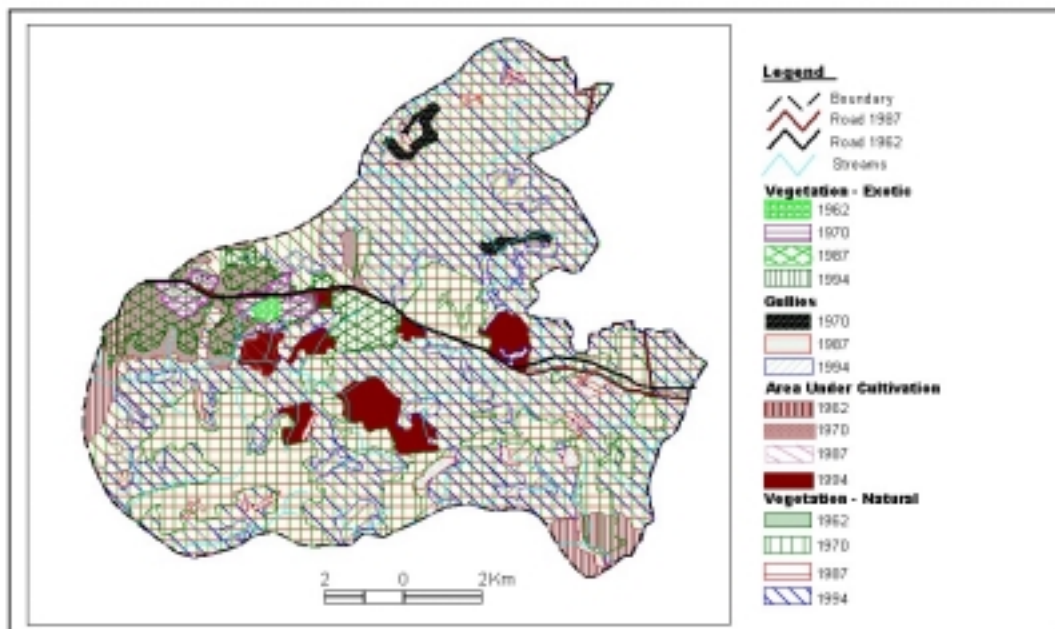 Legend
Boundary
Road 1987
Road 1962
Streams
Vegetation - Exotic
1962
1970
1987
1994
Gullies
1970
1987
1994
Area Under Cultivation
1962
1970
1987
1994
Vegetation - Natural
1962
1970
1987
1994
2 0 2Km